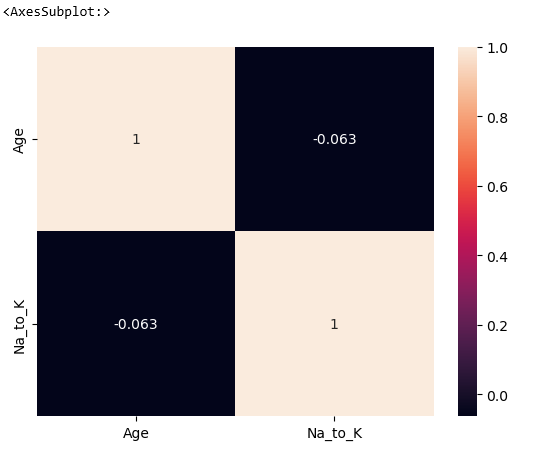 <AxesSubplot:>
Age
1
-0.063
Na_to_K
-0.063
1
Age
Na_to_K
1.0
0.8
0.6
0.4
0.2
0.0